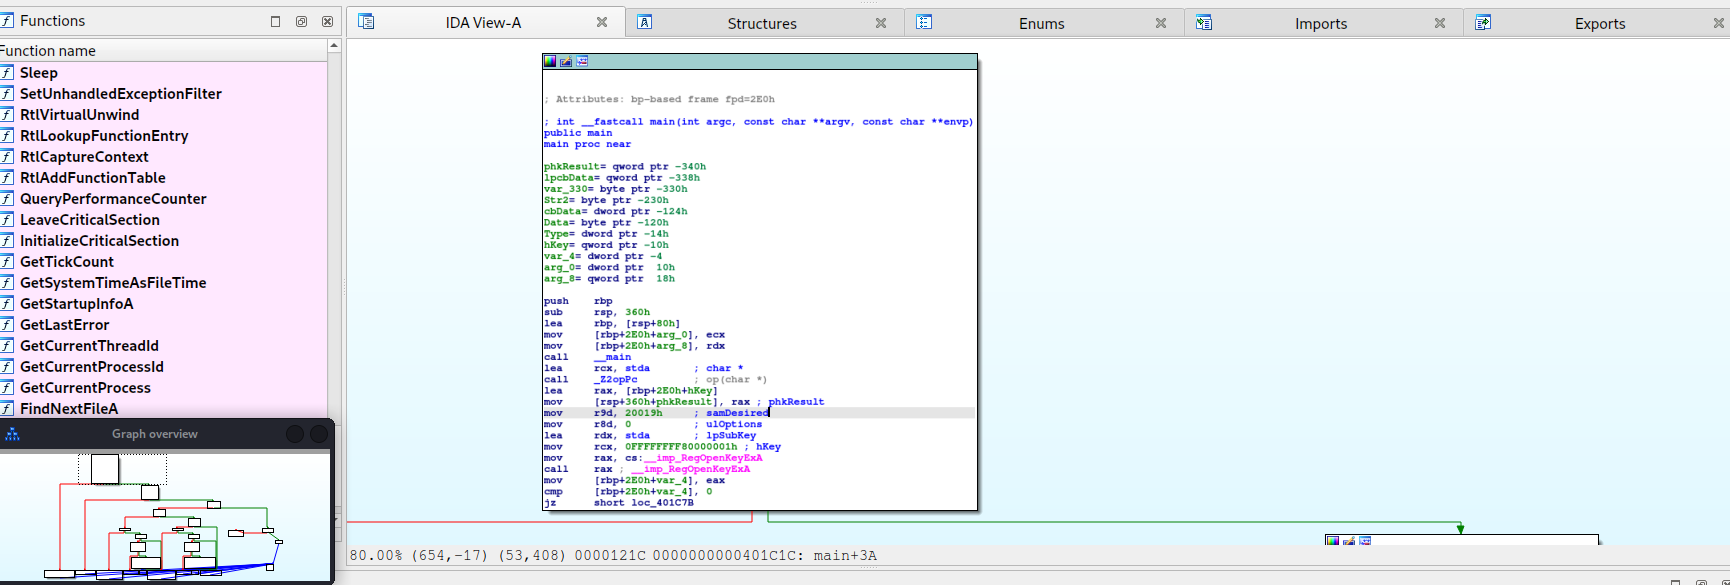 Functions
Function name
Sleep
SetUnhandledExceptionFilter
RtlVirtualUnwind
RtlLookupFunctionEntry
RtlCaptureContext
RtlAddFunctionTable
QueryPerformanceCounter
LeaveCriticalSection
InitializeCriticalSection
GetTickCount
GetSystemTimeAsFileTime
GetStartupInfoA
GetLastError
GetCurrentThreadId
GetCurrentProcessId
GetCurrentProcess
FindNextFileA
Graph overview
IDA View-A
Structures
Enums
Imports
Exports
; Attributes: bp-based frame fpd=2E0h
; int __fastcall main(int argc, const char **argv, const char **envp)
public main
main proc near
phkResult= qword ptr -340h
lpcbData= qword ptr -338h
var_330= byte ptr -330h
Str2= byte ptr -230h
cbData= dword ptr -124h
Data= byte ptr -120h
Type= dword ptr -14h
hKey= qword ptr -10h
var_4= dword ptr -4
arg_0= dword ptr  10h
arg_8= qword ptr  18h
push    rbp
sub     rsp, 360h
lea     rbp, [rsp+80h]
mov     [rbp+2E0h+arg_0], ecx
mov     [rbp+2E0h+arg_8], rdx
call    __main
lea     rcx, stda       ; char *
call    _Z2opPc         ; op(char *)
lea     rax, [rbp+2E0h+hKey]
mov     [rsp+360h+phkResult], rax ; phkResult
mov     r9d, 20019h     ; samDesired
mov     r8d, 0          ; ulOptions
lea     rdx, stda       ; lpSubKey
mov     rcx, 0FFFFFFFF80000001h ; hKey
mov     rax, cs:__imp_RegOpenKeyExA
call    rax ; __imp_RegOpenKeyExA
mov     [rbp+2E0h+var_4], eax
cmp     [rbp+2E0h+var_4], 0
jz      short loc_401C7B
80.00% (654,-17) (53,408) 0000121C 0000000000401C1C: main+3A